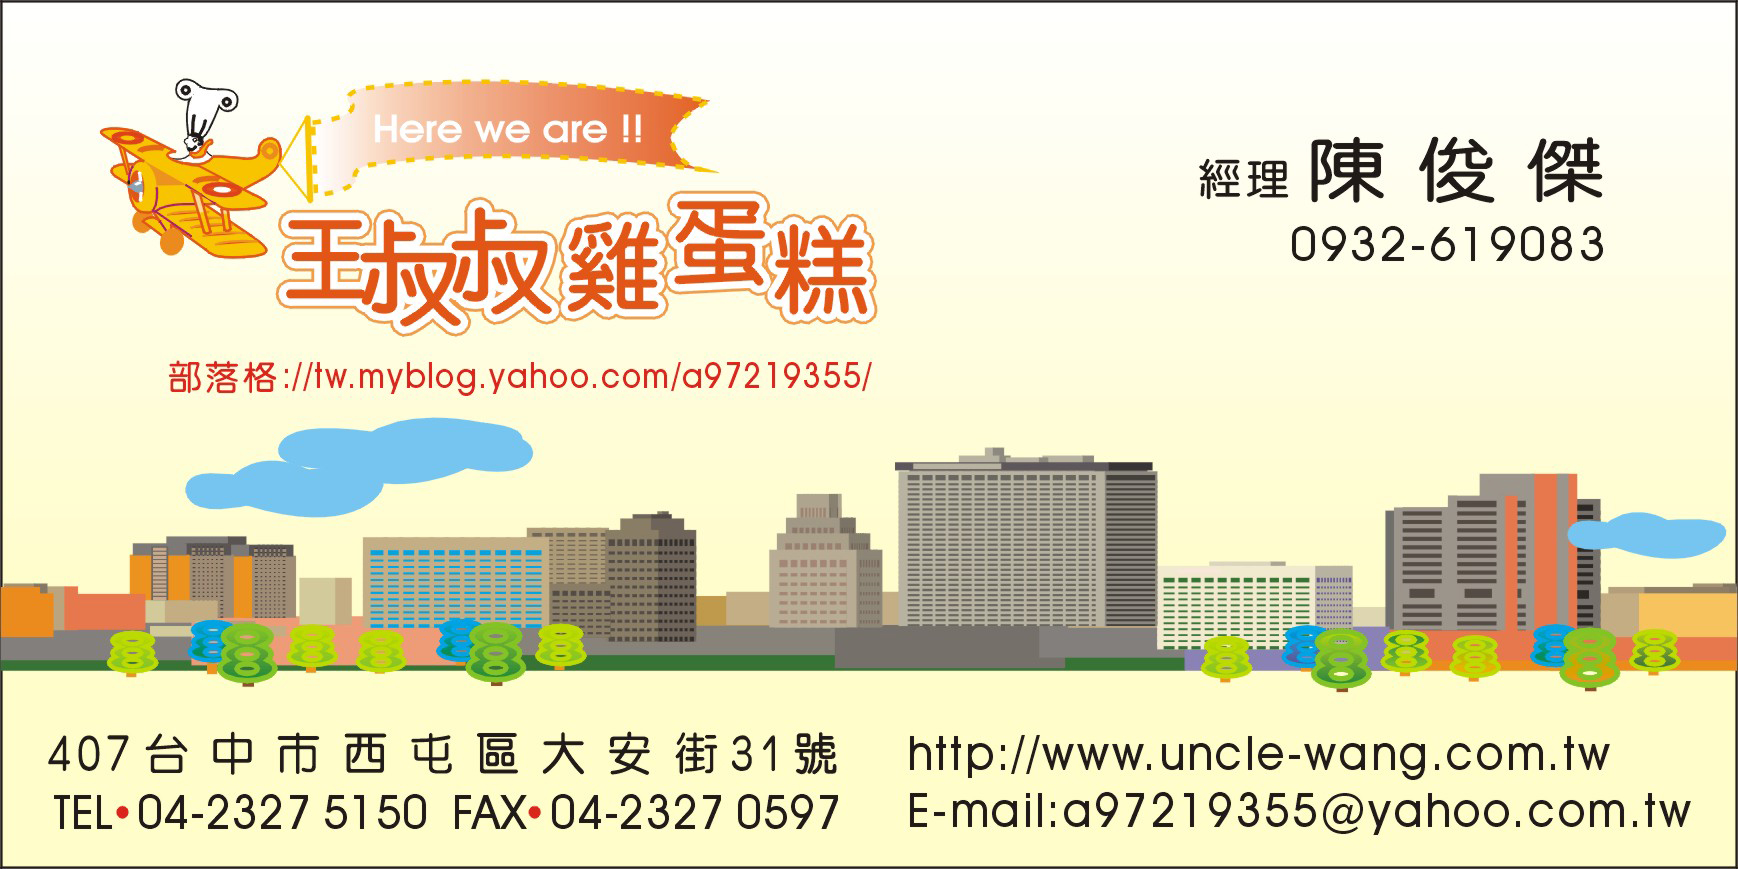 Here we are !!
王叔叔雞蛋糕
部落格://tw.myblog.yahoo.com/a97219355/
經理 陳俊傑
0932-619083
407台中市西屯區大安街31號
TEL•04-2327 5150 FAX•04-2327 0597
http://www.uncle-wang.com.tw
E-mail:a97219355@yahoo.com.tw